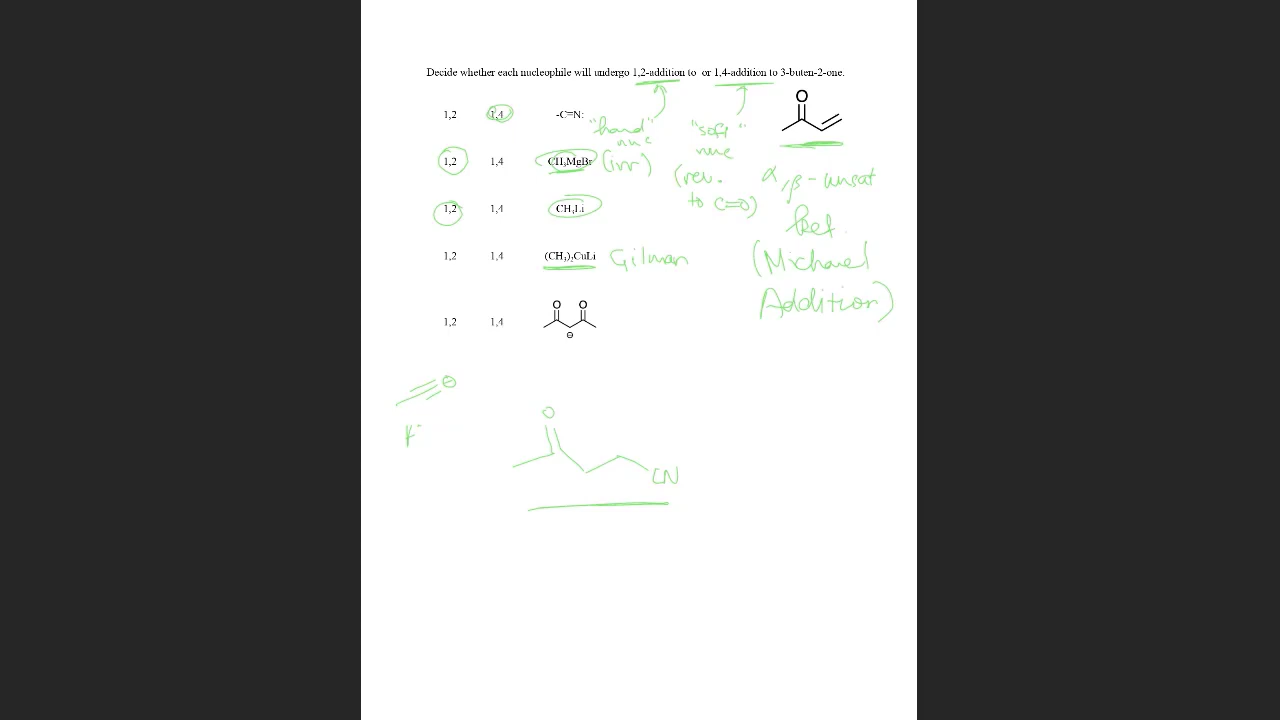 Decide whether each nucleophile will undergo 1,2-addition to or 1,4-addition to 3-buten-2-one.
O
1,2 1,4 -C≡N:
"hard" nuc (irr)
"soft" nuc (rev. to C=O)
1,2 1,4 CH₃MgBr
α,β-unsat
ket.
(Michael
Addition)
1,2 1,4 CH₃Li
1,2 1,4 (CH₃)₂CuLi Gilman
O O
1,2 1,4
⊖
⊖
O
CN